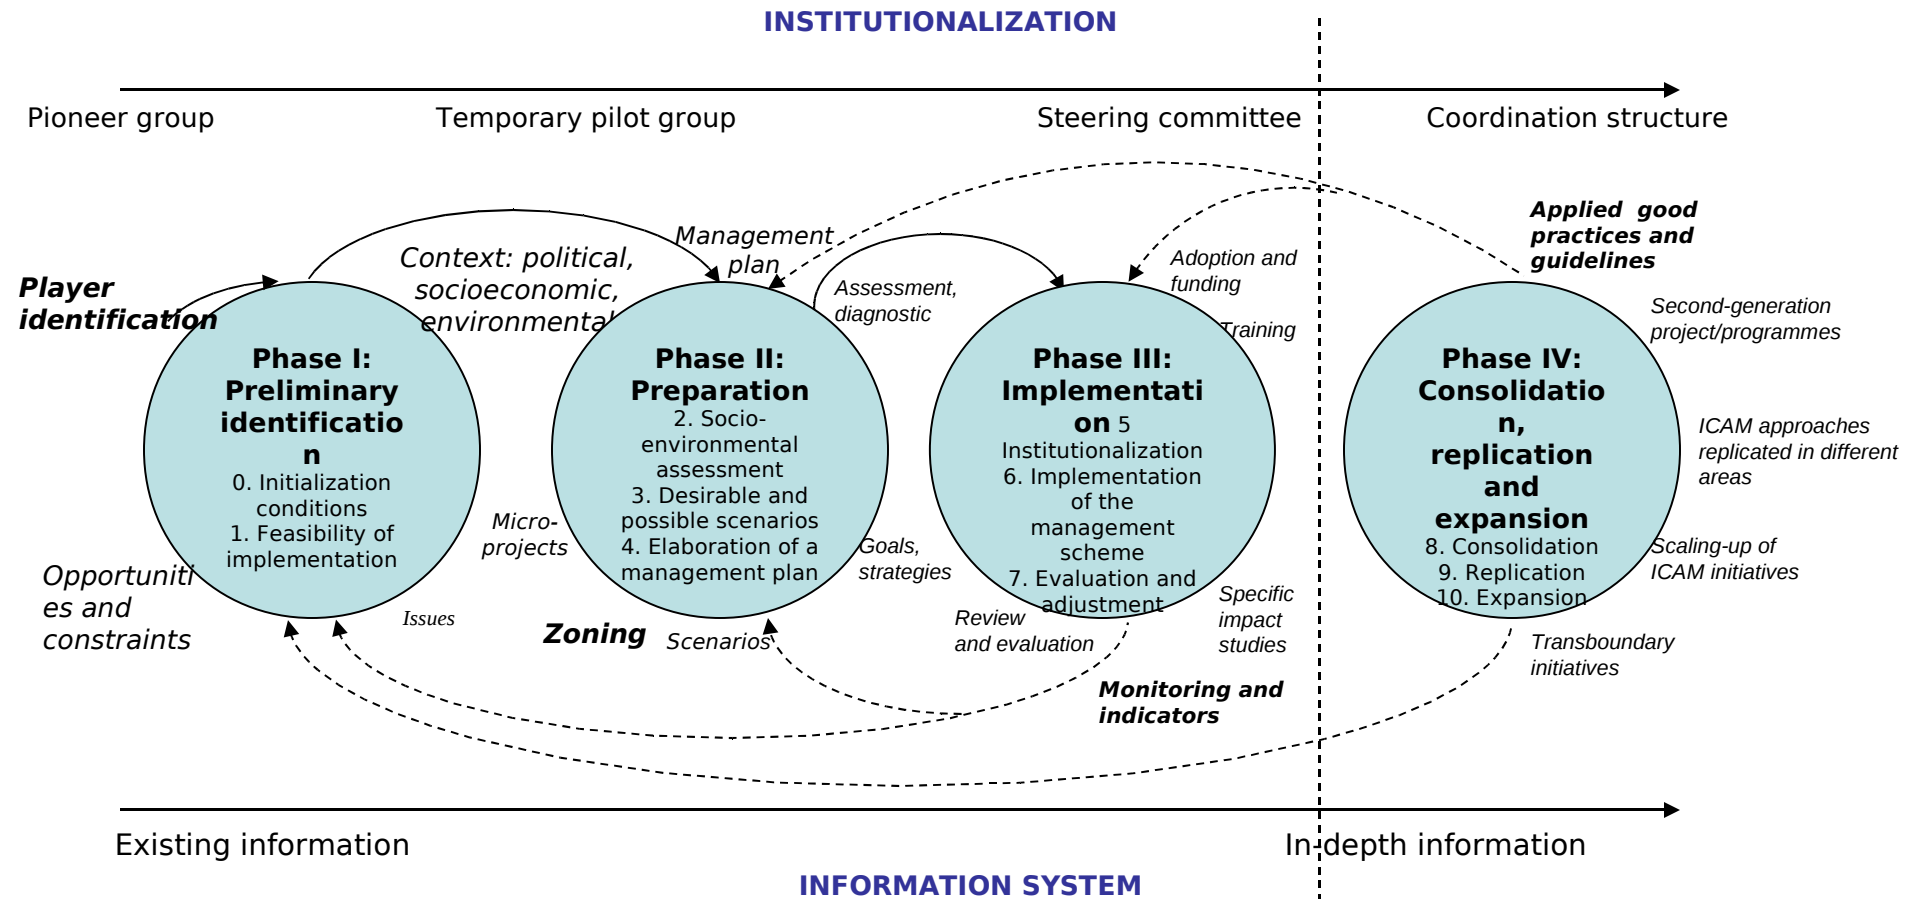 INSTITUTIONALIZATION
Pioneer group
Temporary pilot group
Steering committee
Coordination structure
Player
identification
Context: political,
socioeconomic,
environmental
Management
plan
Assessment,
diagnostic
Adoption and
funding
Training
Applied good
practices and
guidelines
Second-generation
project/programmes
Phase I:
Preliminary
identificatio
n
0. Initialization
conditions
1. Feasibility of
implementation
Phase II:
Preparation
2. Socio-
environmental
assessment
3. Desirable and
possible scenarios
4. Elaboration of a
management plan
Phase III:
Implementati
on 5
Institutionalization
6. Implementation
of the
management
scheme
7. Evaluation and
adjustment
Phase IV:
Consolidatio
n,
replication
and
expansion
8. Consolidation
9. Replication
10. Expansion
ICAM approaches
replicated in different
areas
Micro-
projects
Goals,
strategies
Scaling-up of
ICAM initiatives
Opportuniti
es and
constraints
Issues
Zoning
Scenarios
Review
and evaluation
Specific
impact
studies
Transboundary
initiatives
Monitoring and
indicators
Existing information
In-depth information
INFORMATION SYSTEM